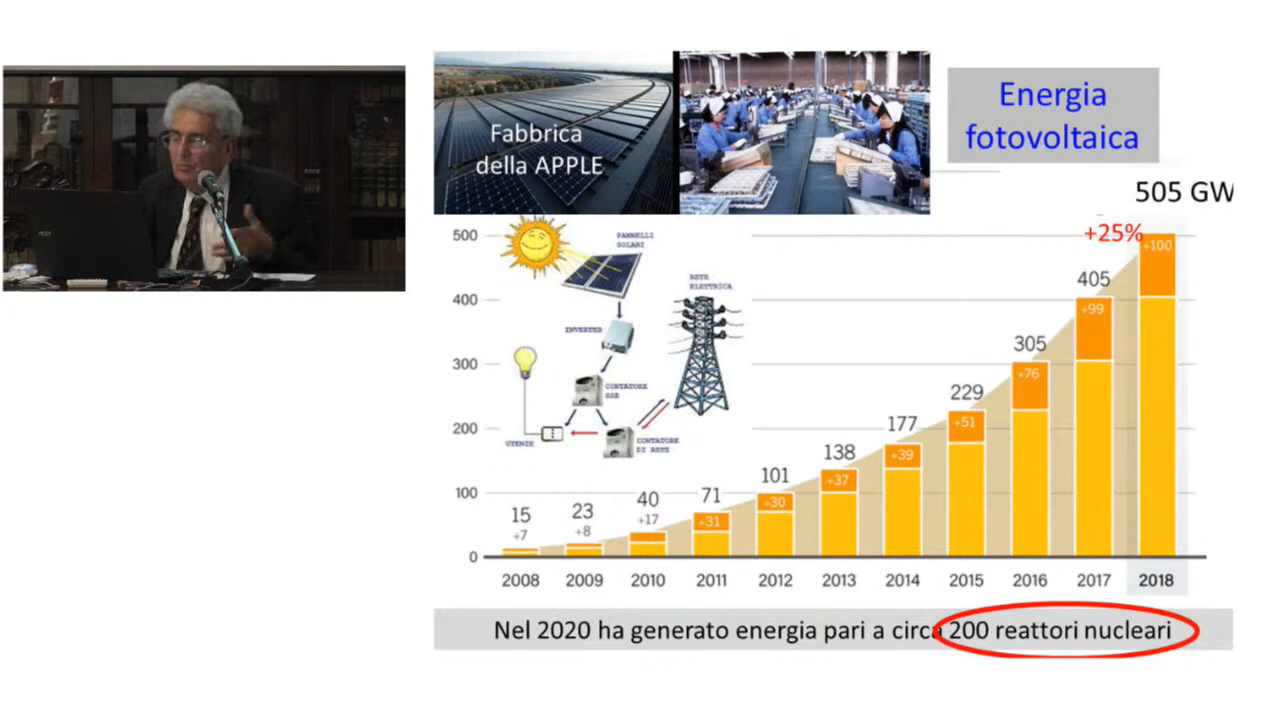 Fabbrica
della APPLE
Energia
fotovoltaica
505 GW
+25%
PANNELLI
SOLARI
RETE
ELETTRICA
INVERTER
CONTATORE
GSE
UTENZE
CONTATORE
DI RETE
500
400
300
200
100
0
15
+7
23
+8
40
+17
71
+31
101
+30
138
+37
177
+39
229
+51
305
+76
405
+99
+100
2008 2009 2010 2011 2012 2013 2014 2015 2016 2017 2018
Nel 2020 ha generato energia pari a circa 200 reattori nucleari
acer